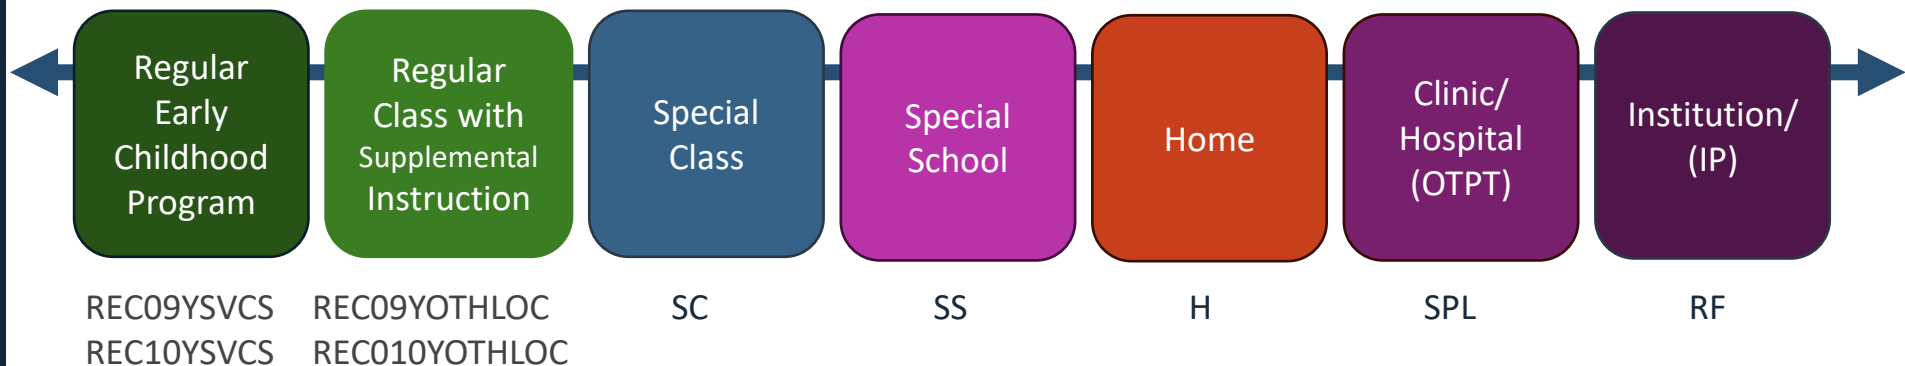 Regular
Early
Childhood
Program
Regular
Class with
Supplemental
Instruction
Special
Class
Special
School
Home
Clinic/
Hospital
(OTPT)
Institution/
(IP)
REC09YSVCS
REC10YSVCS
REC09YOTHLOC
REC010YOTHLOC
SC
SS
H
SPL
RF